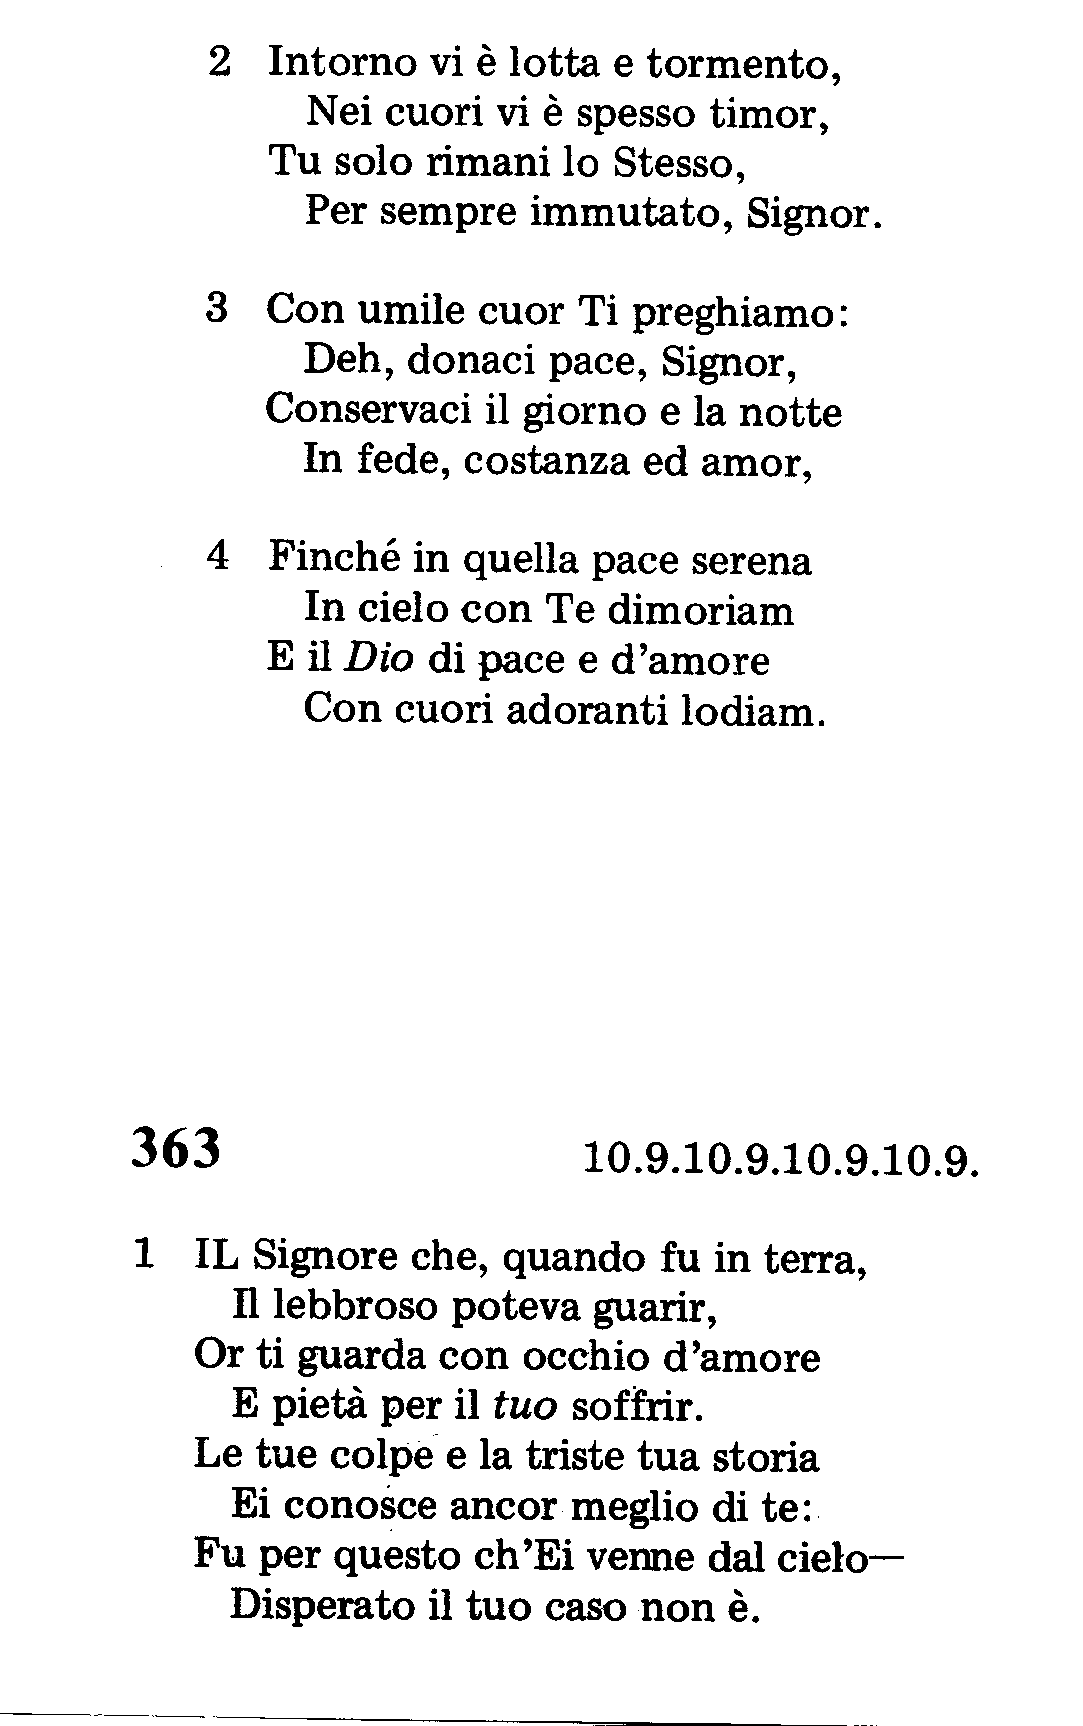 2 Intorno vi è lotta e tormento,
Nei cuori vi è spesso timor,
Tu solo rimani lo Stesso,
Per sempre immutato, Signor.
3 Con umile cuor Ti preghiamo:
Deh, donaci pace, Signor,
Conservaci il giorno e la notte
In fede, costanza ed amor,
4 Finché in quella pace serena
In cielo con Te dimoriam
E il Dio di pace e d'amore
Con cuori adoranti lodiam.
363 10.9.10.9.10.9.10.9.
1 IL Signore che, quando fu in terra,
Il lebbroso poteva guarir,
Or ti guarda con occhio d'amore
E pietà per il tuo soffrir.
Le tue colpe e la triste tua storia
Ei conosce ancor meglio di te:
Fu per questo ch'Ei venne dal cielo—
Disperato il tuo caso non è.